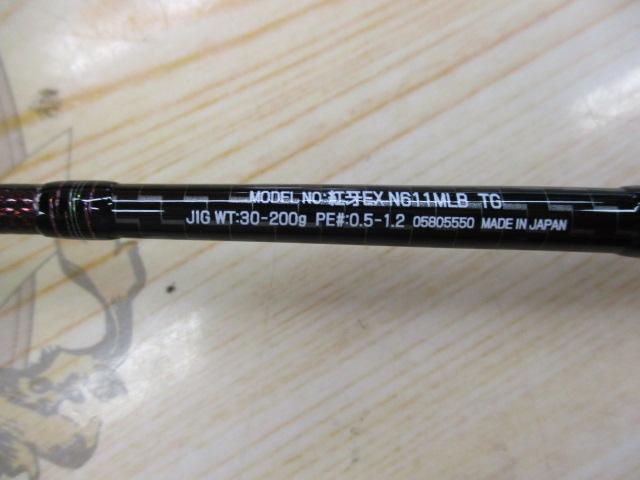 MODEL NO:紅牙EX N611MLB TG
JIG WT:30-200g PE#:0.5-1.2 05805550 MADE IN JAPAN